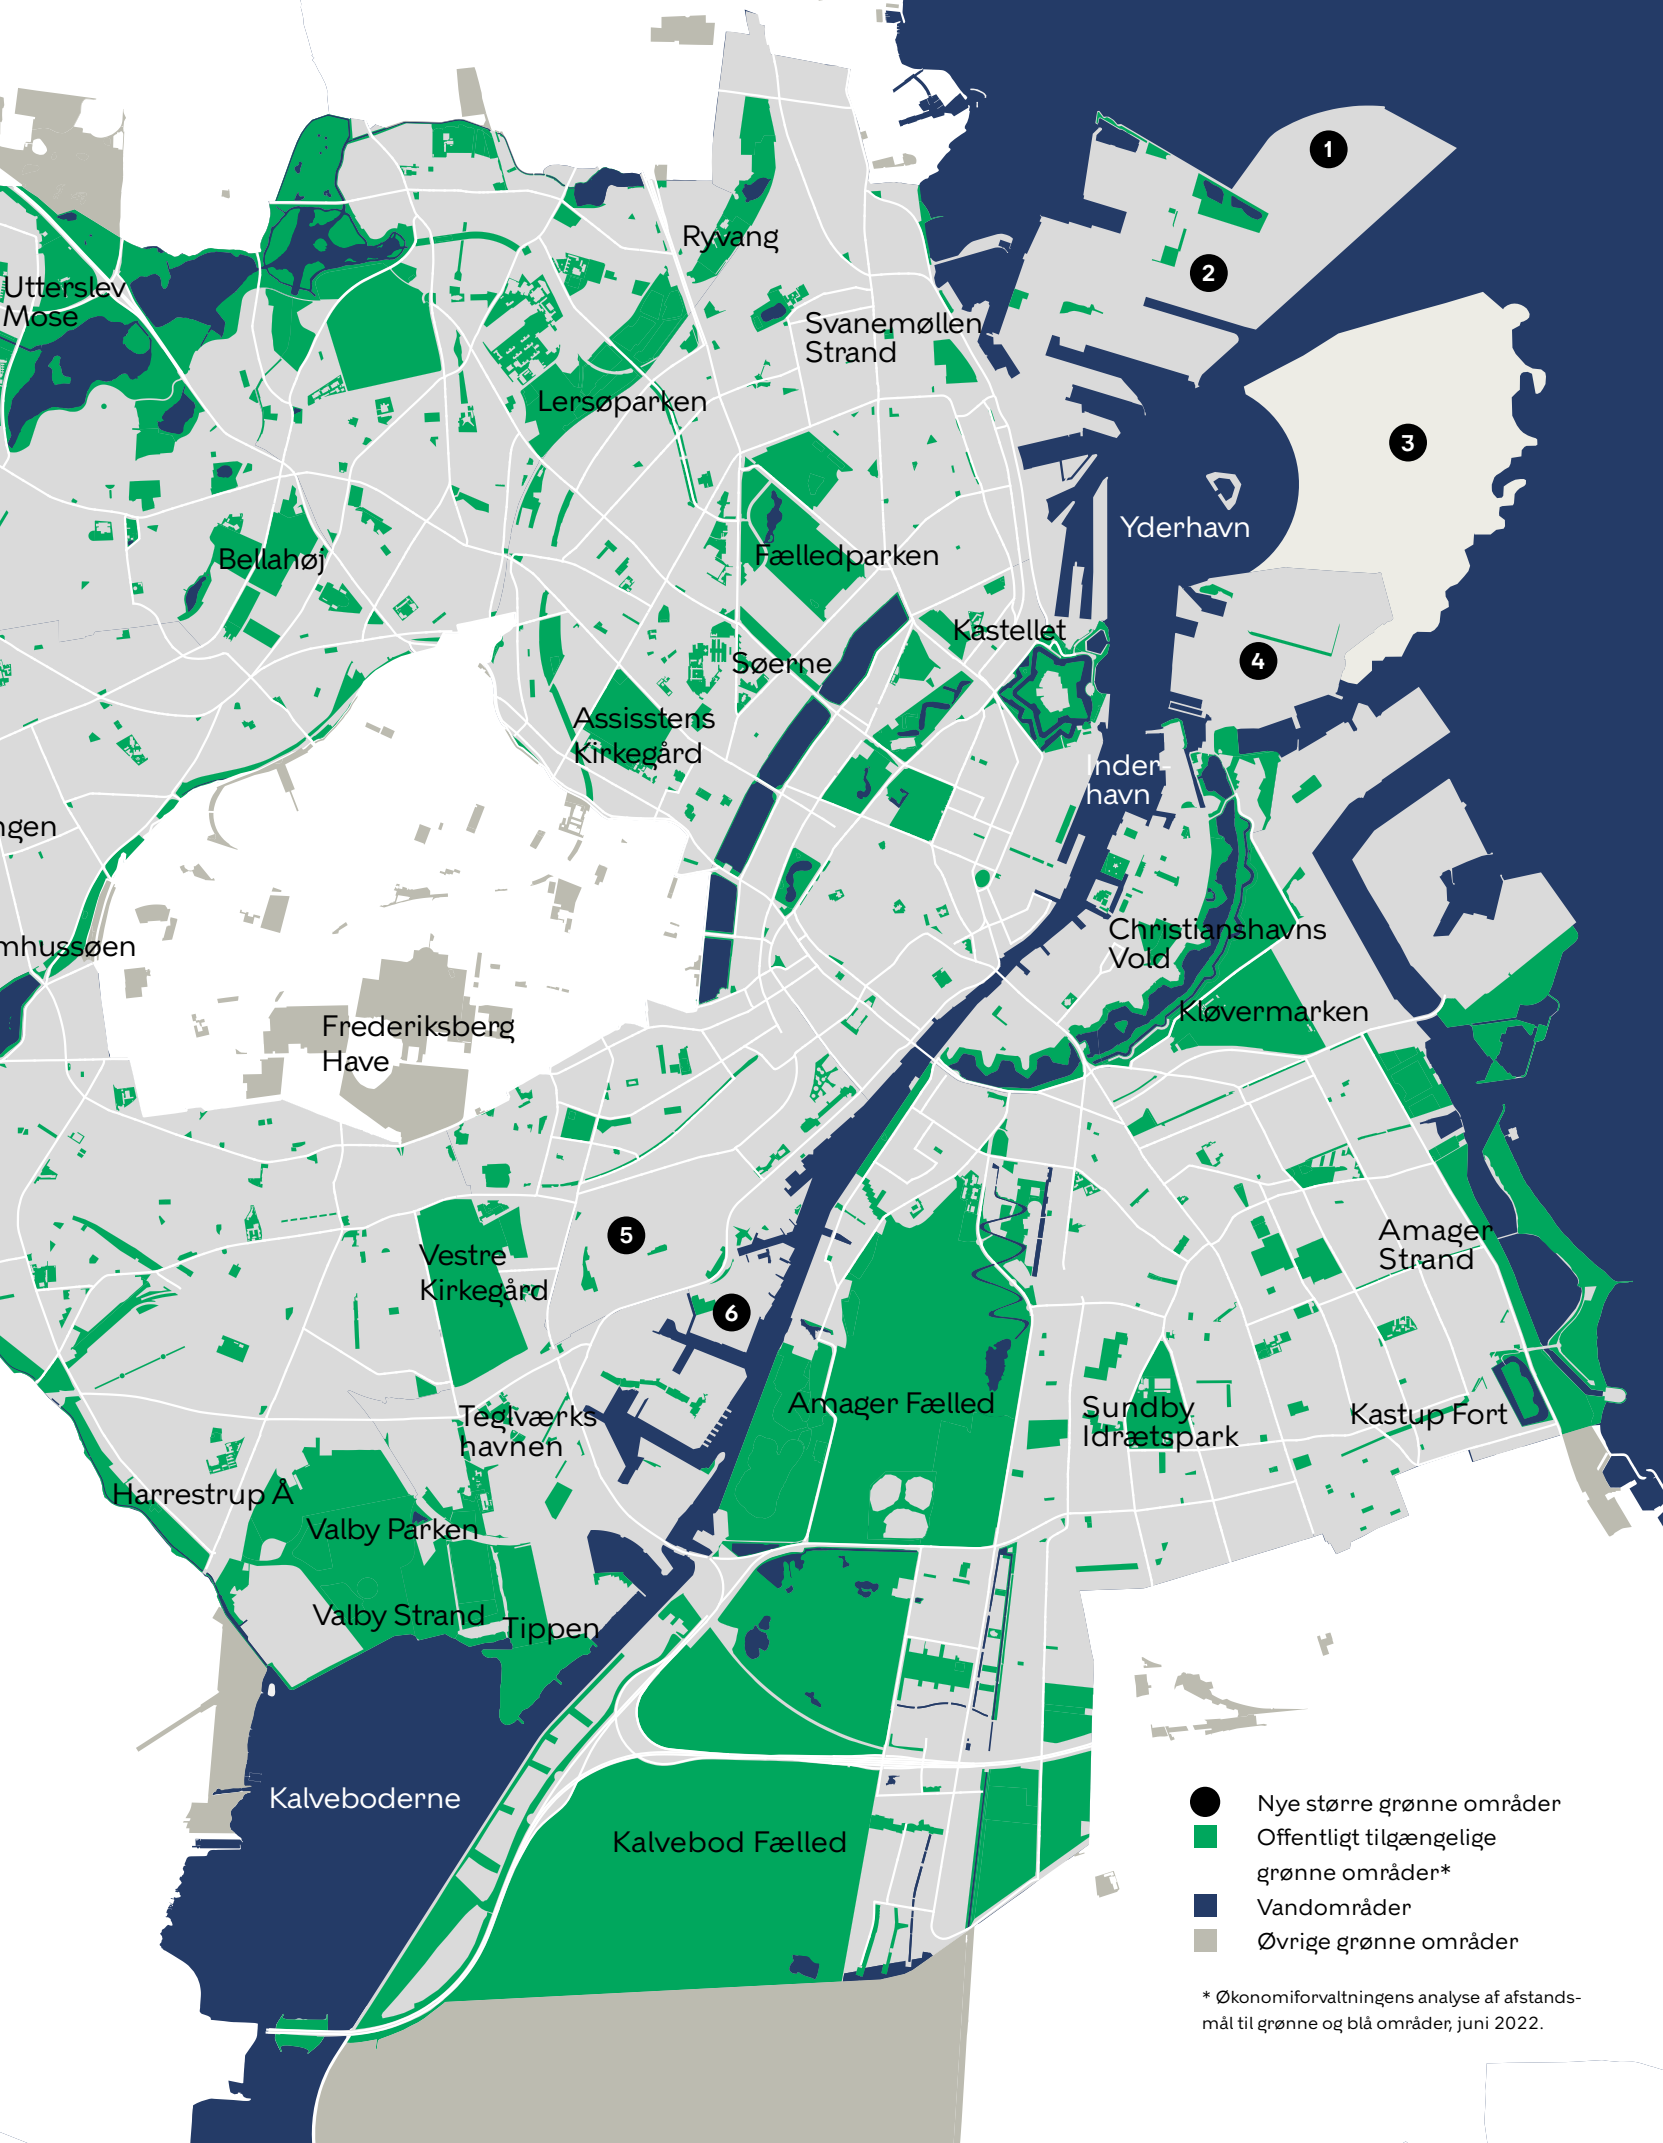 1
Ryvang
2
Utterslev
Mose
Svanemøllen
Strand
Lersøparken
3
Yderhavn
Fælledparken
Bellahøj
Kastellet
Søerne
4
Assisstens
Kirkegård
Inder-
havn
ngen
Christianshavns
Vold
mhussøen
Kløvermarken
Frederiksberg
Have
5
Amager
Strand
Vestre
Kirkegård
6
Amager Fælled
Sundby
Idrætspark
Kastup Fort
Teglværks
havnen
Harrestrup Å
Valby Parken
Valby Strand
Tippen
Kalveboderne
Kalvebod Fælled
Nye større grønne områder
Offentligt tilgængelige
grønne områder*
Vandområder
Øvrige grønne områder
* Økonomiforvaltningens analyse af afstands-
mål til grønne og blå områder, juni 2022.